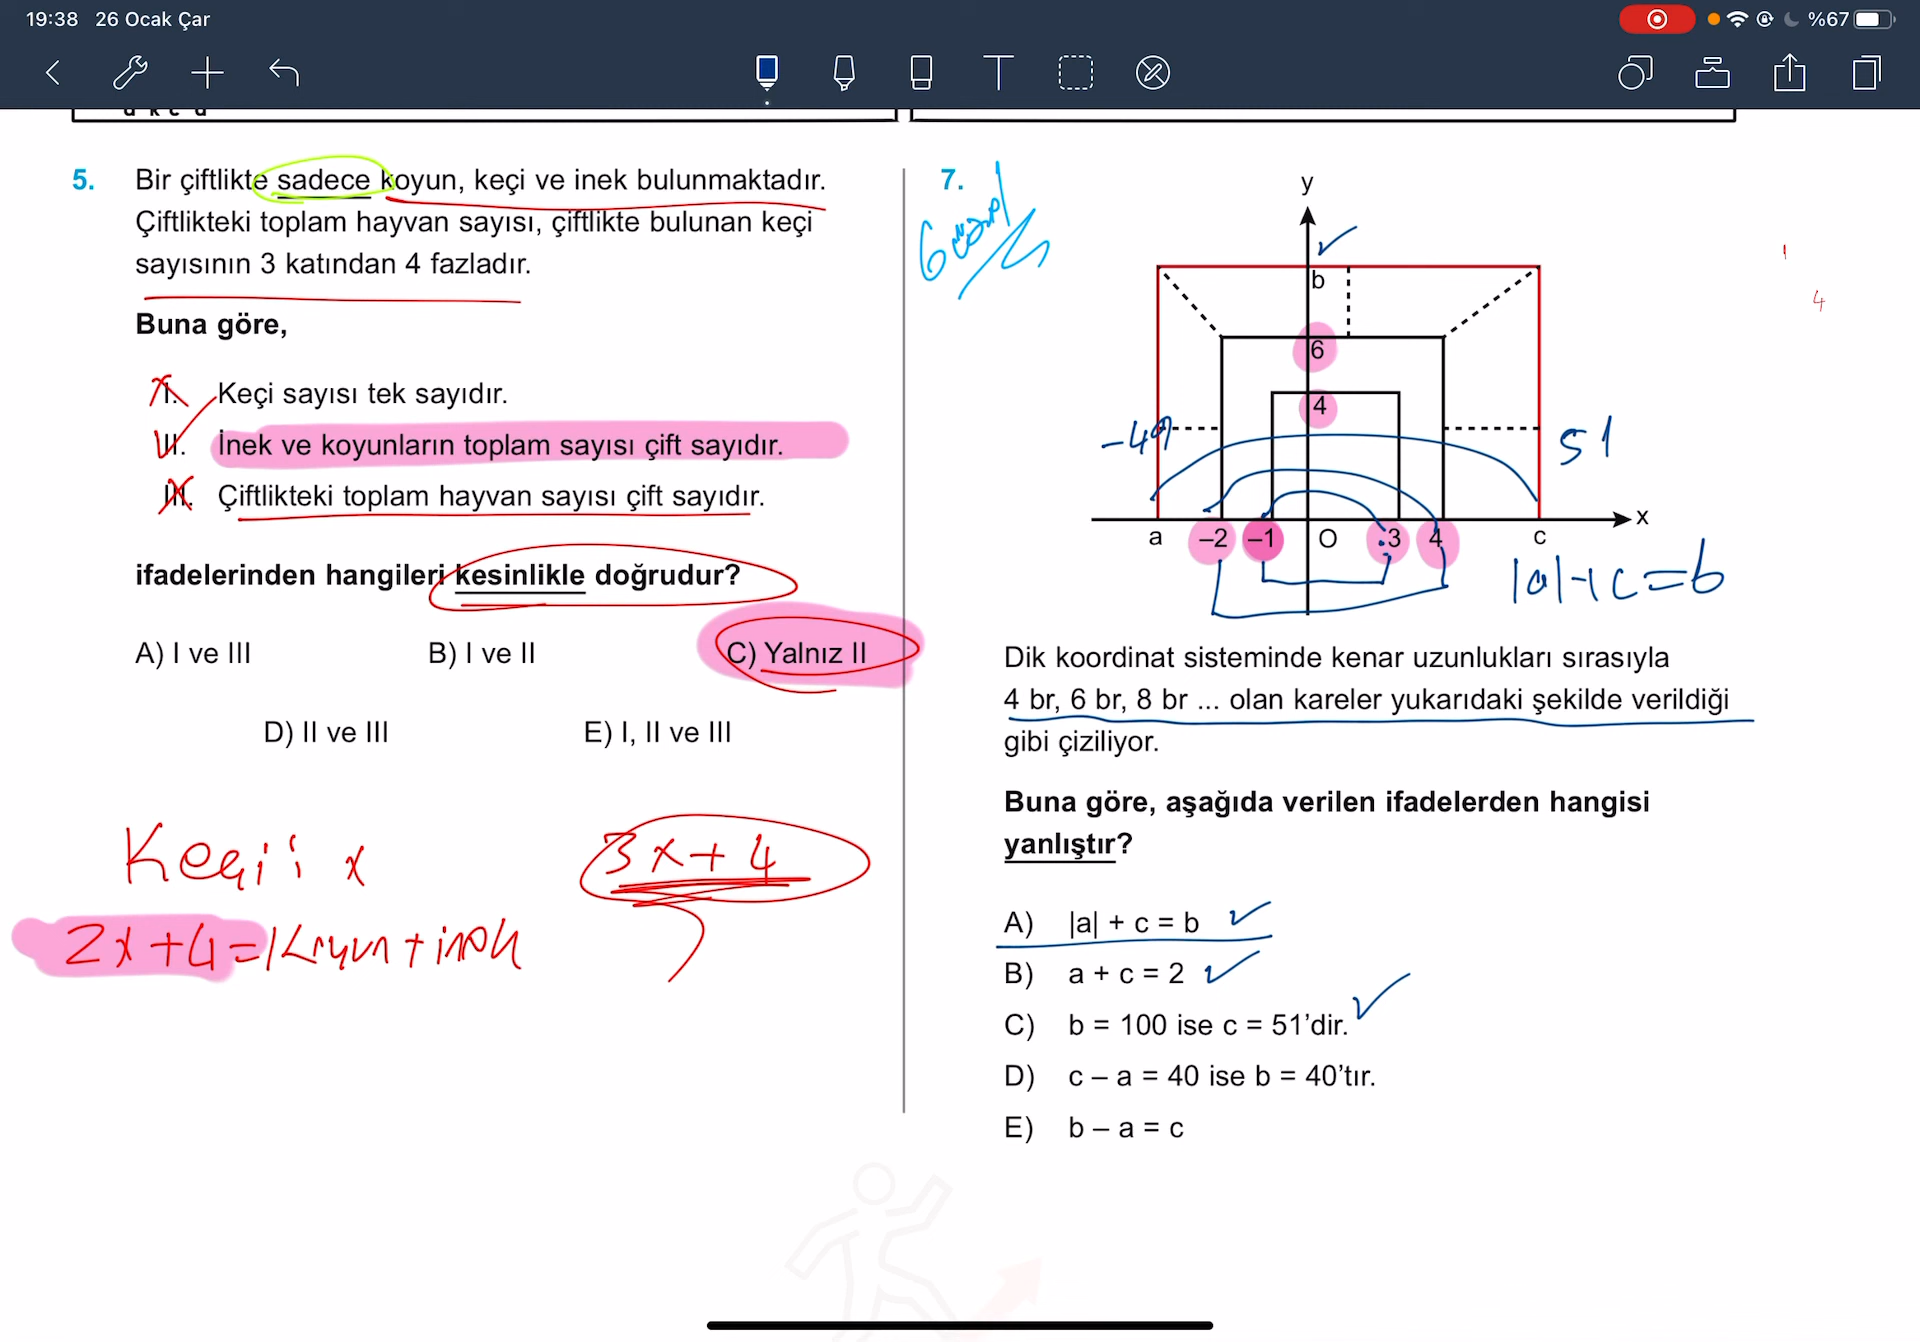 19:38 26 Ocak Çar
%67
5. Bir çiftlikte sadece koyun, keçi ve inek bulunmaktadır.
Çiftlikteki toplam hayvan sayısı, çiftlikte bulunan keçi
sayısının 3 katından 4 fazladır.
Buna göre,
I. Keçi sayısı tek sayıdır.
II. İnek ve koyunların toplam sayısı çift sayıdır.
III. Çiftlikteki toplam hayvan sayısı çift sayıdır.
ifadelerinden hangileri kesinlikle doğrudur?
A) I ve III B) I ve II C) Yalnız II
D) II ve III E) I, II ve III
Keçi: x 3x+4
2x+4=koyun+inek
7.
y
b
6
4
-49 51
a –2 –1 O 3 4 c x
|a|+c=b
1
4
Dik koordinat sisteminde kenar uzunlukları sırasıyla
4 br, 6 br, 8 br ... olan kareler yukarıdaki şekilde verildiği
gibi çiziliyor.
Buna göre, aşağıda verilen ifadelerden hangisi
yanlıştır?
A) |a| + c = b
B) a + c = 2
C) b = 100 ise c = 51’dir.
D) c – a = 40 ise b = 40’tır.
E) b – a = c